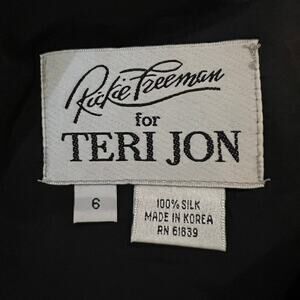 Rickie Freeman
for
TERI JON
6
100% SILK
MADE IN KOREA
RN 61639